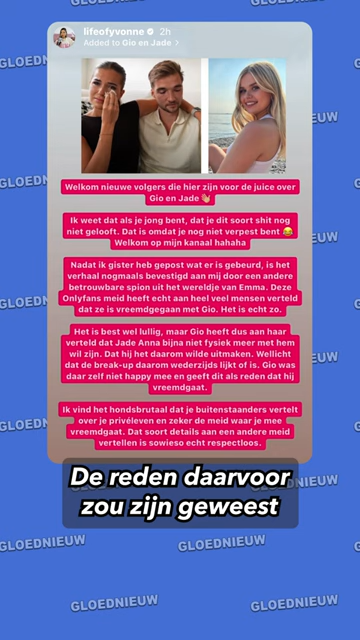 lifeofyvonne 2h
Added to Gio en Jade >
Welkom nieuwe volgers die hier zijn voor de juice over
Gio en Jade 👋🏼
Ik weet dat als je jong bent, dat je dit soort shit nog
niet gelooft. Dat is omdat je nog niet verpest bent 😂
Welkom op mijn kanaal hahaha
Nadat ik gister heb gepost wat er is gebeurd, is het
verhaal nogmaals bevestigd aan mij door een andere
betrouwbare spion uit het wereldje van Emma. Deze
Onlyfans meid heeft echt aan heel veel mensen verteld
dat ze is vreemdgegaan met Gio. Het is echt zo.
Het is best wel lullig, maar Gio heeft dus aan haar
verteld dat Jade Anna bijna niet fysiek meer met hem
wil zijn. Dat hij het daarom wilde uitmaken. Wellicht
dat de break-up daarom wederzijds lijkt of is. Gio was
daar zelf niet happy mee en geeft dit als reden dat hij
vreemdgaat.
Ik vind het hondsbrutaal dat je buitenstaanders vertelt
over je privéleven en zeker de meid waar je mee
vreemdgaat. Dat soort details aan een andere meid
vertellen is sowieso echt respectloos.
De reden daarvoor
zou zijn geweest
GLOEDNIEUW
GLOEDNIEUW
GLOEDNIEUW
GLOEDNIEUW
GLOEDNIEUW